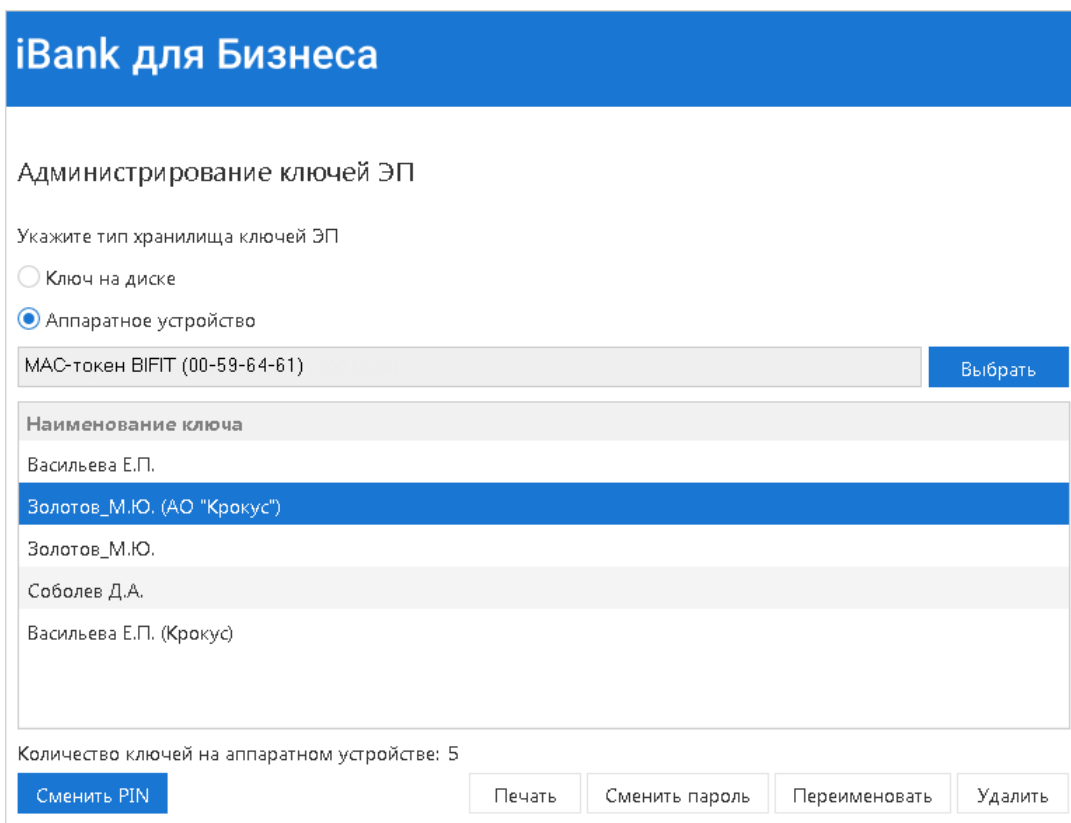 iBank для Бизнеса
Администрирование ключей ЭП
Укажите тип хранилища ключей ЭП
Ключ на диске
Аппаратное устройство
MAC-токен BIFIT (00-59-64-61)
Выбрать
Наименование ключа
Васильева Е.П.
Золотов_М.Ю. (АО "Крокус")
Золотов_М.Ю.
Соболев Д.А.
Васильева Е.П. (Крокус)
Количество ключей на аппаратном устройстве: 5
Сменить PIN
Печать
Сменить пароль
Переименовать
Удалить